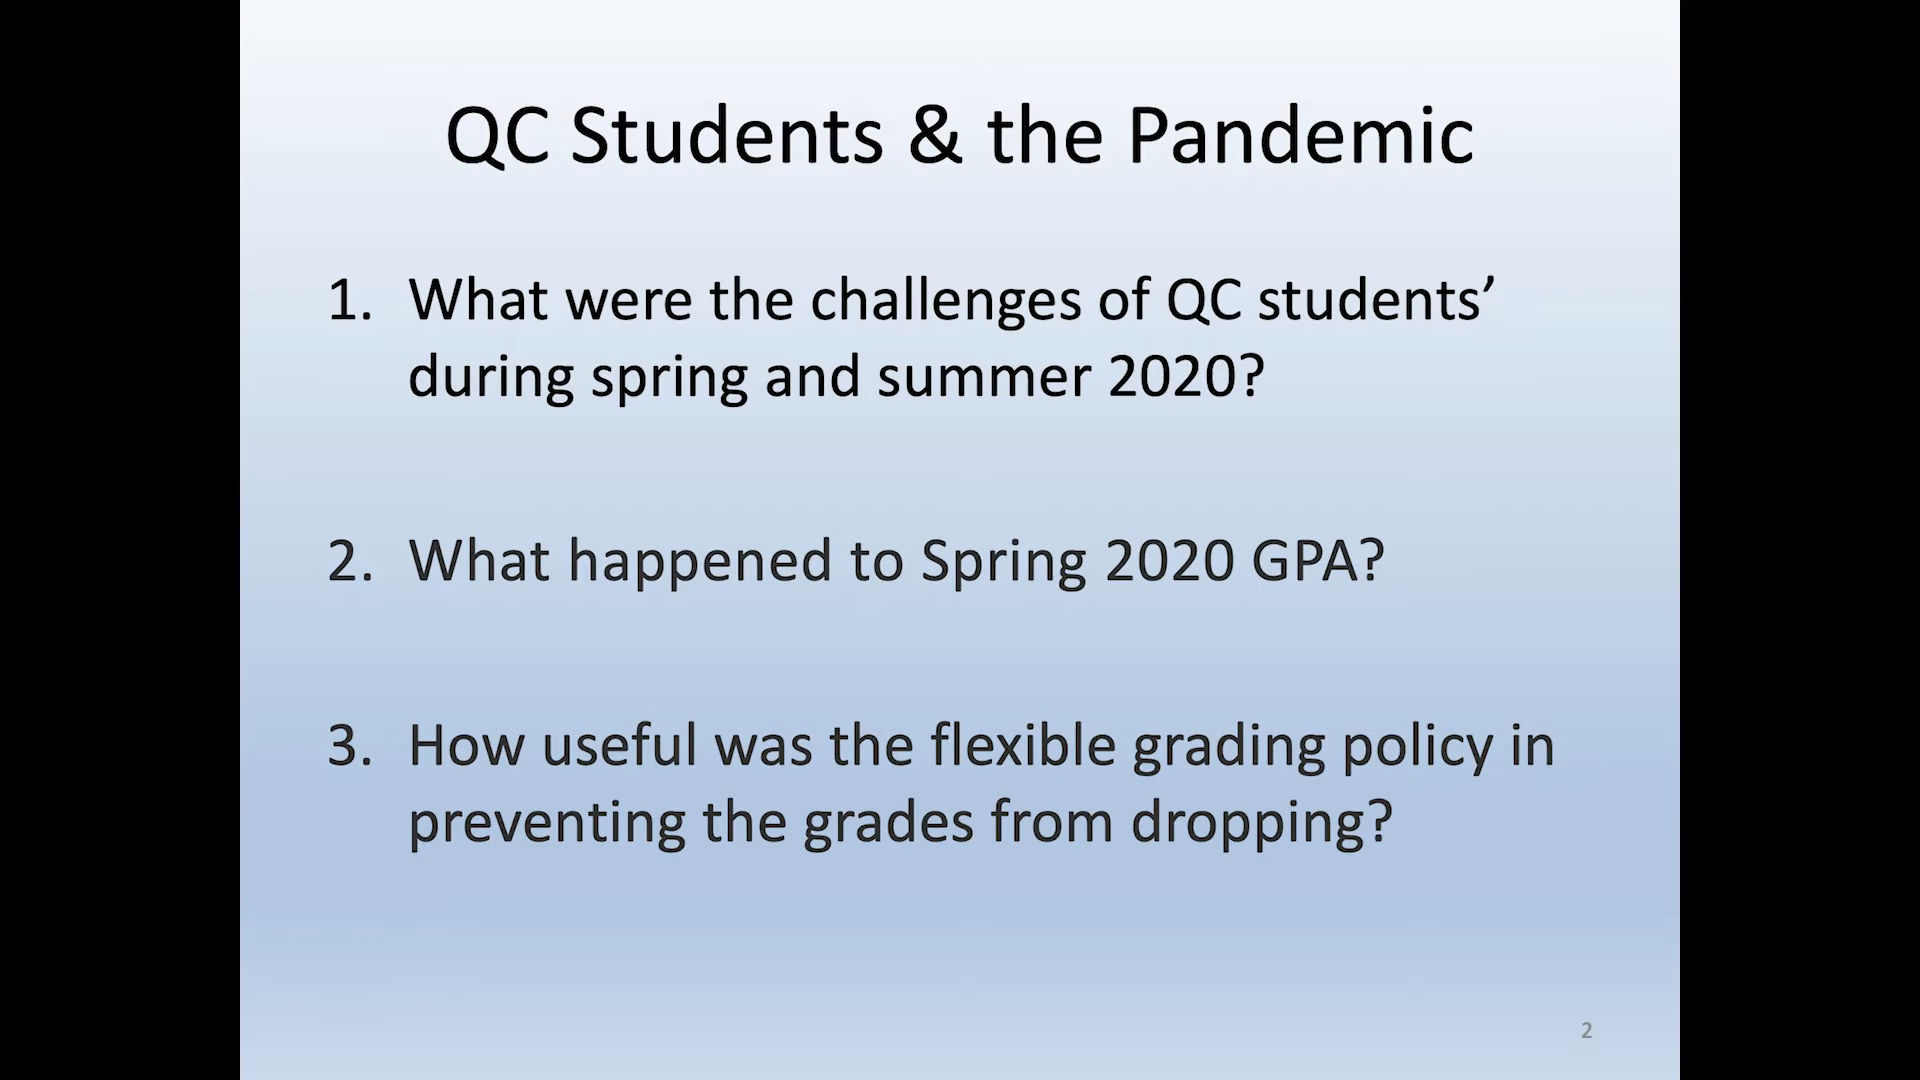 QC Students & the Pandemic
1. What were the challenges of QC students’
during spring and summer 2020?
2. What happened to Spring 2020 GPA?
3. How useful was the flexible grading policy in
preventing the grades from dropping?
2